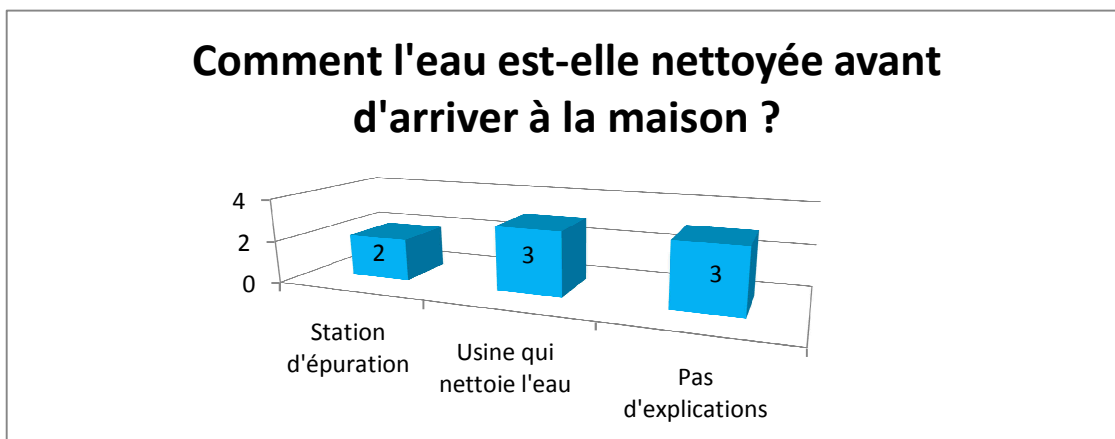 Comment l'eau est-elle nettoyée avant
d'arriver à la maison ?
4
2
0
2
3
3
Station
d'épuration
Usine qui
nettoie l'eau
Pas
d'explications